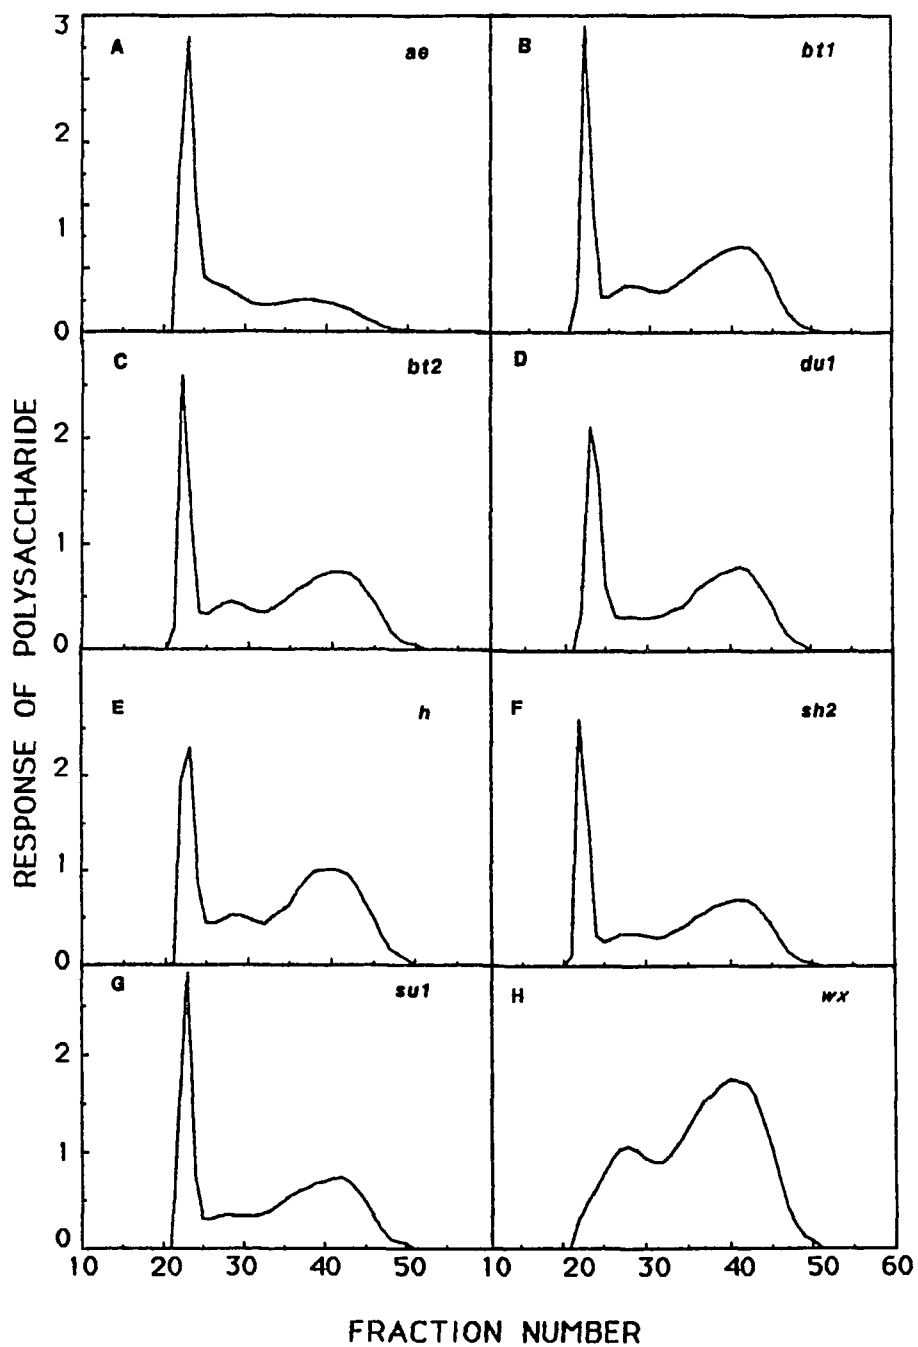 3
A ae
B bt1
2
1
0
C bt2
D du1
2
1
0
E h
F sh2
2
1
0
G su1
H wx
2
1
0
10 20 30 40 50 10 20 30 40 50 60
RESPONSE OF POLYSACCHARIDE
FRACTION NUMBER